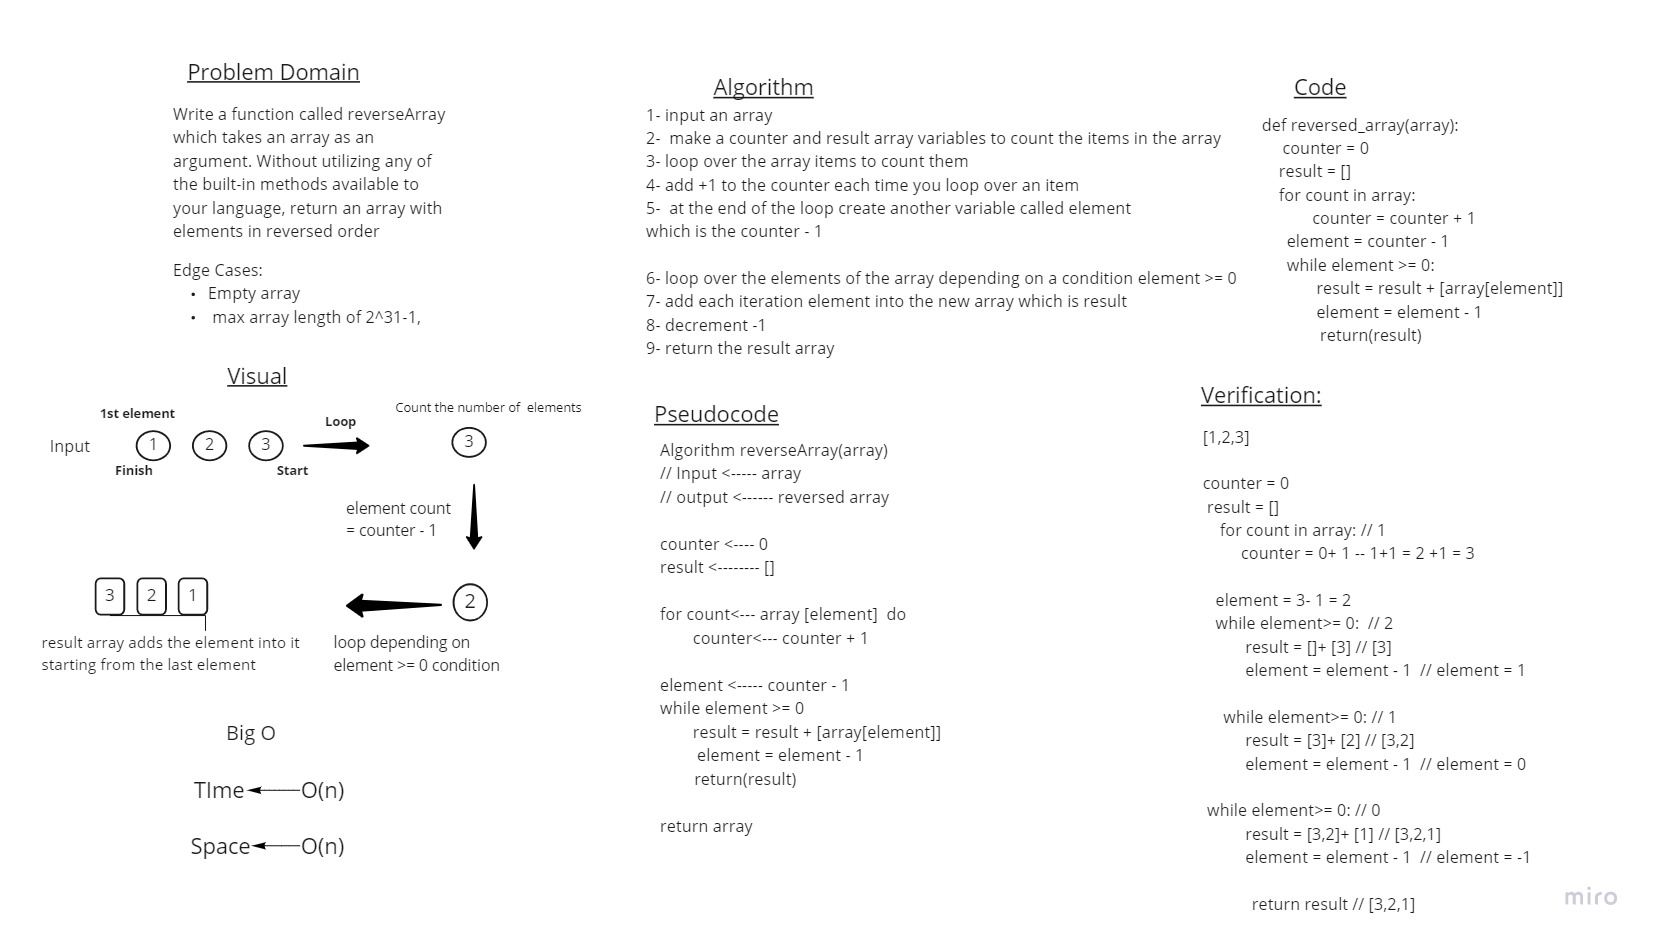 Problem Domain
Write a function called reverseArray
which takes an array as an
argument. Without utilizing any of
the built-in methods available to
your language, return an array with
elements in reversed order
Edge Cases:
• Empty array
• max array length of 2^31-1,
Visual
1st element
Input
1
2
3
Finish
Start
Loop
Count the number of elements
3
element count
= counter - 1
2
loop depending on
element >= 0 condition
3
2
1
result array adds the element into it
starting from the last element
Big O
TIme O(n)
Space O(n)
Algorithm
1- input an array
2- make a counter and result array variables to count the items in the array
3- loop over the array items to count them
4- add +1 to the counter each time you loop over an item
5- at the end of the loop create another variable called element
which is the counter - 1
6- loop over the elements of the array depending on a condition element >= 0
7- add each iteration element into the new array which is result
8- decrement -1
9- return the result array
Pseudocode
Algorithm reverseArray(array)
// Input <----- array
// output <------ reversed array
counter <---- 0
result <-------- []
for count<--- array [element] do
counter<--- counter + 1
element <----- counter - 1
while element >= 0
result = result + [array[element]]
element = element - 1
return(result)
return array
Code
def reversed_array(array):
counter = 0
result = []
for count in array:
counter = counter + 1
element = counter - 1
while element >= 0:
result = result + [array[element]]
element = element - 1
return(result)
Verification:
[1,2,3]
counter = 0
result = []
for count in array: // 1
counter = 0+ 1 -- 1+1 = 2 +1 = 3
element = 3- 1 = 2
while element>= 0: // 2
result = []+ [3] // [3]
element = element - 1 // element = 1
while element>= 0: // 1
result = [3]+ [2] // [3,2]
element = element - 1 // element = 0
while element>= 0: // 0
result = [3,2]+ [1] // [3,2,1]
element = element - 1 // element = -1
return result // [3,2,1]
miro